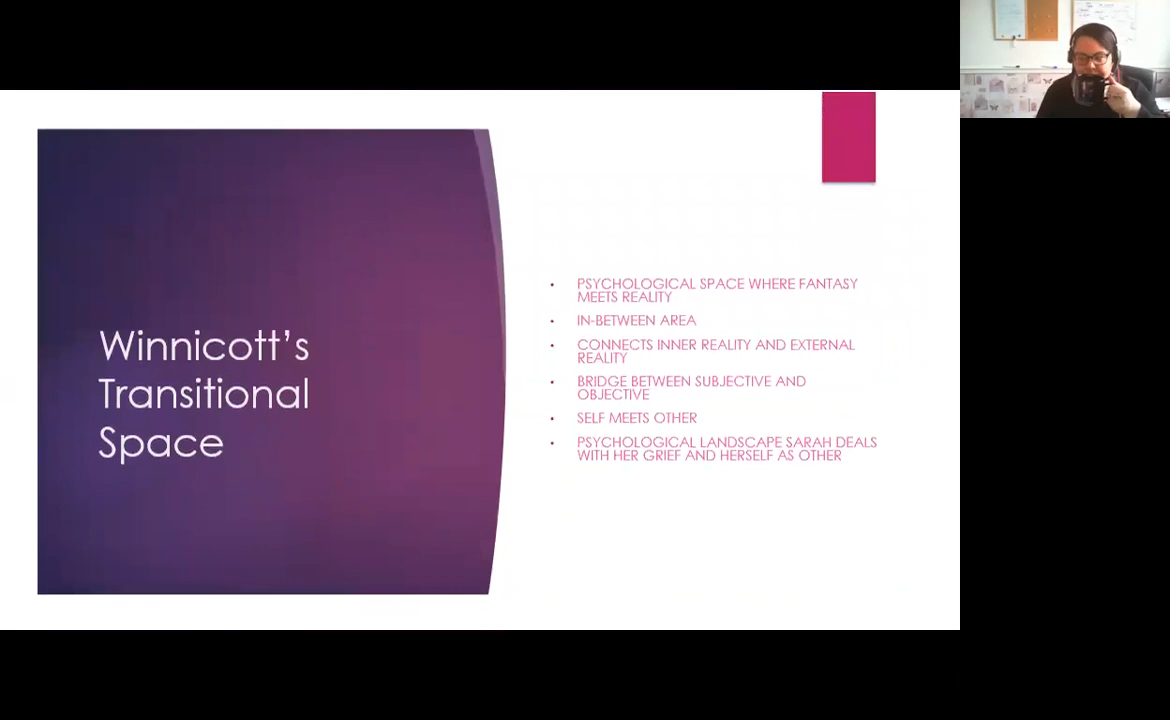 Winnicott's
Transitional
Space
• PSYCHOLOGICAL SPACE WHERE FANTASY
MEETS REALITY
• IN-BETWEEN AREA
• CONNECTS INNER REALITY AND EXTERNAL
REALITY
• BRIDGE BETWEEN SUBJECTIVE AND
OBJECTIVE
• SELF MEETS OTHER
• PSYCHOLOGICAL LANDSCAPE SARAH DEALS
WITH HER GRIEF AND HERSELF AS OTHER